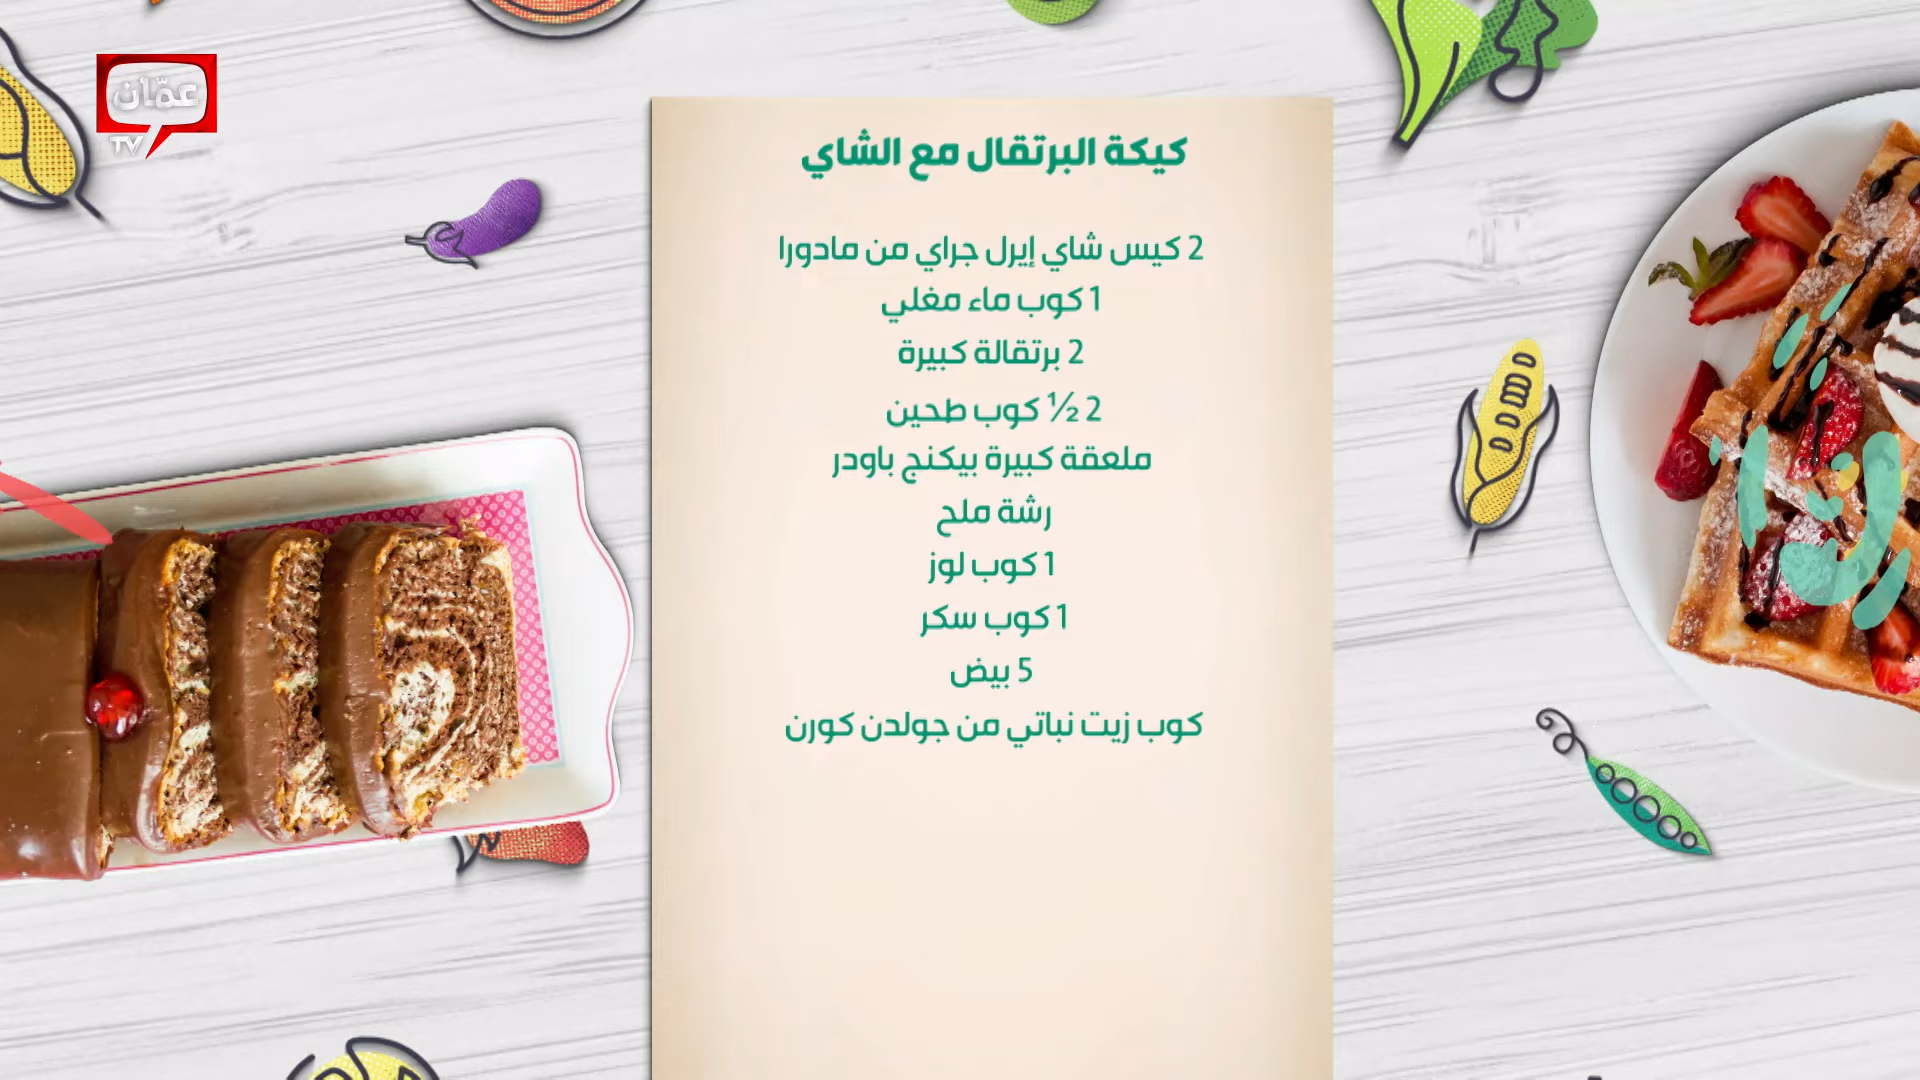 عمّان
TV
كيكة البرتقال مع الشاي
2 كيس شاي إيرل جراي من مادورا
1 كوب ماء مغلي
2 برتقالة كبيرة
2 ½ كوب طحين
ملعقة كبيرة بيكنج باودر
رشة ملح
1 كوب لوز
1 كوب سكر
5 بيض
كوب زيت نباتي من جولدن كورن